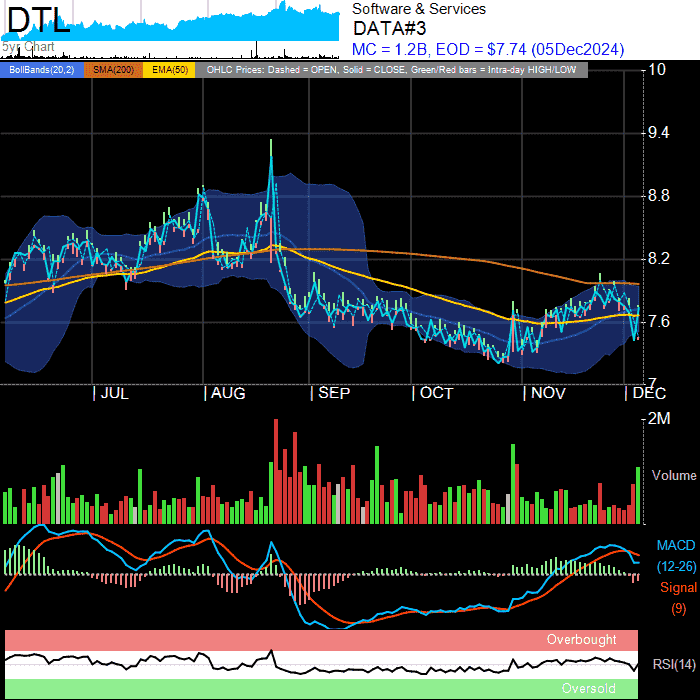 DTL
5yr Chart
Software & Services
DATA#3
MC = 1.2B, EOD = $7.74 (05Dec2024)
BollBands(20,2) SMA(200) EMA(50) OHLC Prices: Dashed = OPEN, Solid = CLOSE, Green/Red bars = Intra-day HIGH/LOW
10
9.4
8.8
8.2
7.6
7
JUL AUG SEP OCT NOV DEC
2M
Volume
MACD
(12-26)
Signal
(9)
Overbought
RSI(14)
Oversold